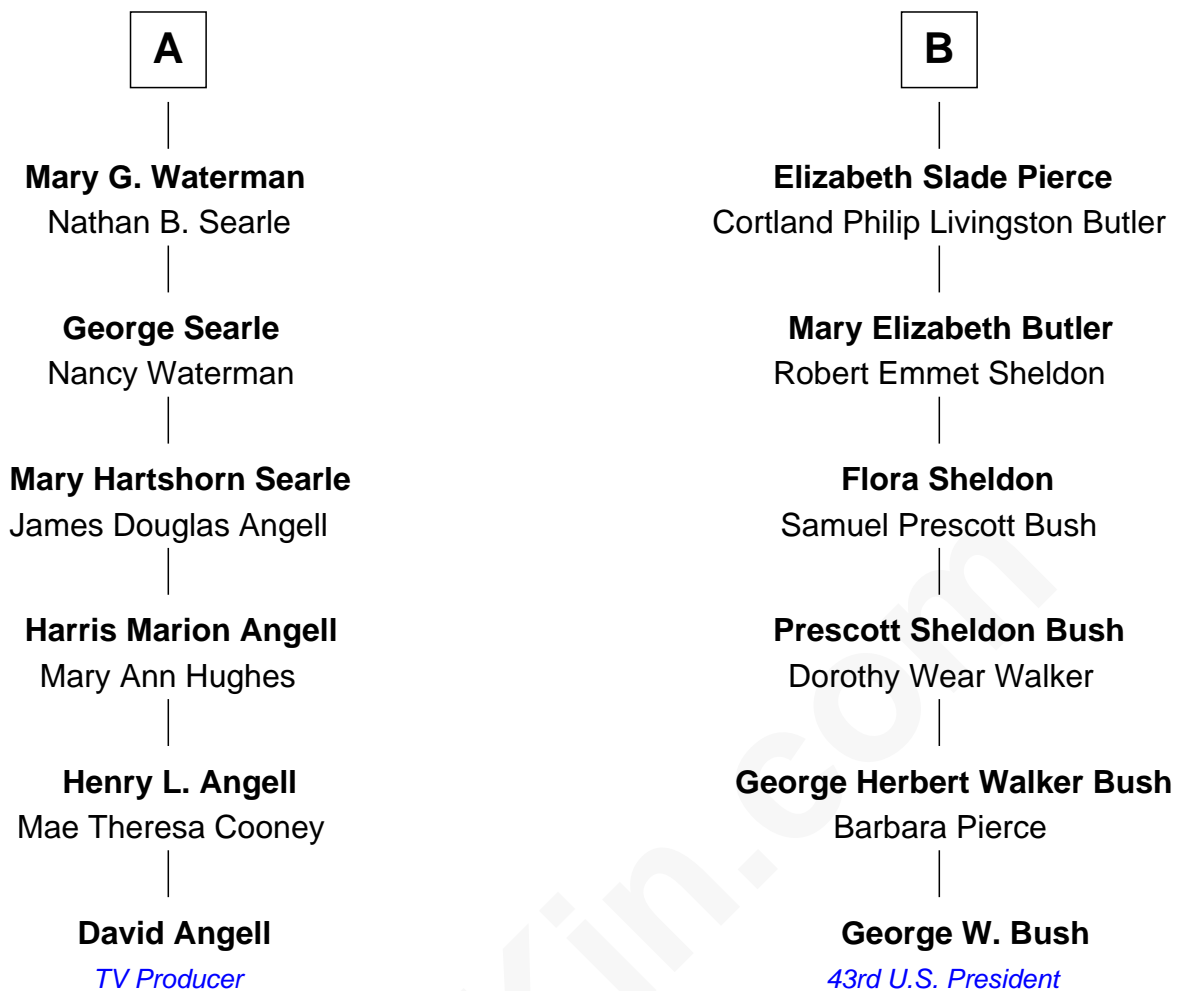 A
Mary G. Waterman
Nathan B. Searle
George Searle
Nancy Waterman
Mary Hartshorn Searle
James Douglas Angell
Harris Marion Angell
Mary Ann Hughes
Henry L. Angell
Mae Theresa Cooney
David Angell
TV Producer
B
Elizabeth Slade Pierce
Cortland Philip Livingston Butler
Mary Elizabeth Butler
Robert Emmet Sheldon
Flora Sheldon
Samuel Prescott Bush
Prescott Sheldon Bush
Dorothy Wear Walker
George Herbert Walker Bush
Barbara Pierce
George W. Bush
43rd U.S. President
Kin.com